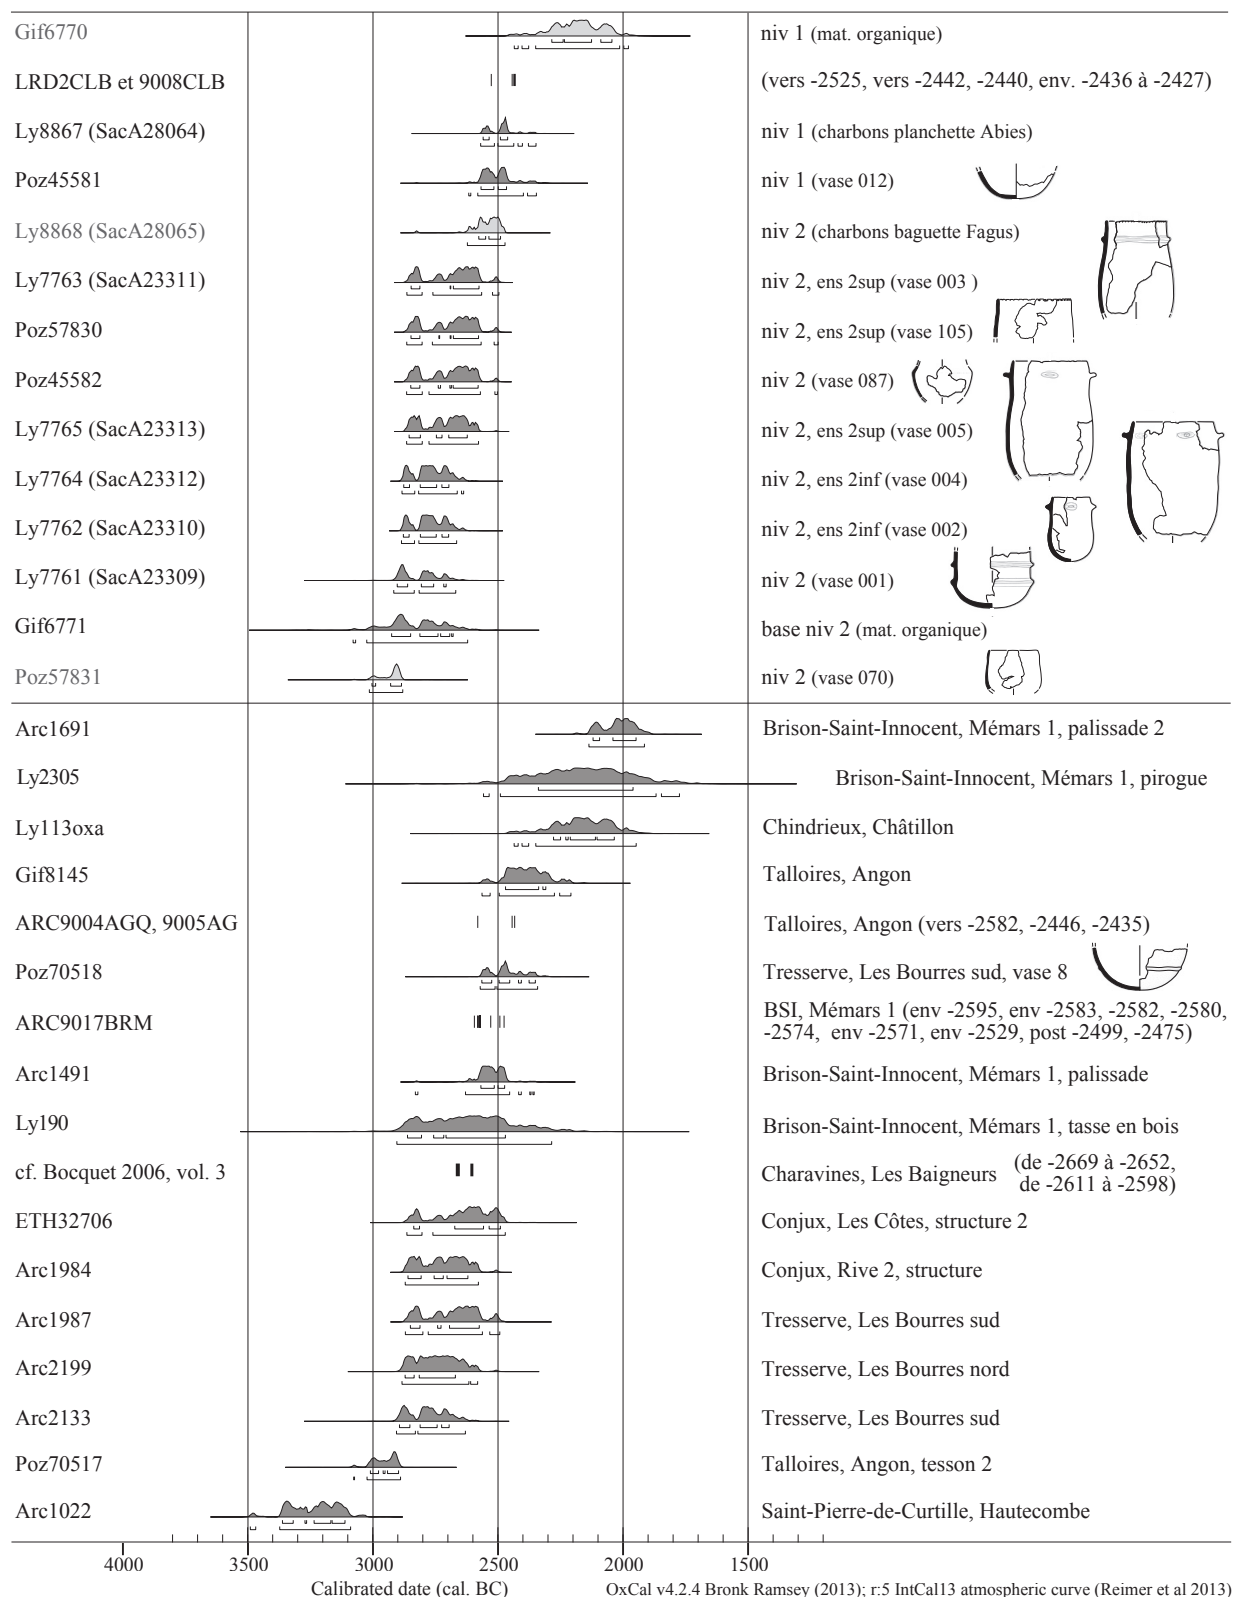 Gif6770 niv 1 (mat. organique)
LRD2CLB et 9008CLB (vers -2525, vers -2442, -2440, env. -2436 à -2427)
Ly8867 (SacA28064) niv 1 (charbons planchette Abies)
Poz45581 niv 1 (vase 012)
Ly8868 (SacA28065) niv 2 (charbons baguette Fagus)
Ly7763 (SacA23311) niv 2, ens 2sup (vase 003 )
Poz57830 niv 2, ens 2sup (vase 105)
Poz45582 niv 2 (vase 087)
Ly7765 (SacA23313) niv 2, ens 2sup (vase 005)
Ly7764 (SacA23312) niv 2, ens 2inf (vase 004)
Ly7762 (SacA23310) niv 2, ens 2inf (vase 002)
Ly7761 (SacA23309) niv 2 (vase 001)
Gif6771 base niv 2 (mat. organique)
Poz57831 niv 2 (vase 070)
Arc1691 Brison-Saint-Innocent, Mémars 1, palissade 2
Ly2305 Brison-Saint-Innocent, Mémars 1, pirogue
Ly113oxa Chindrieux, Châtillon
Gif8145 Talloires, Angon
ARC9004AGQ, 9005AG Talloires, Angon (vers -2582, -2446, -2435)
Poz70518 Tresserve, Les Bourres sud, vase 8
ARC9017BRM BSI, Mémars 1 (env -2595, env -2583, -2582, -2580,
-2574, env -2571, env -2529, post -2499, -2475)
Arc1491 Brison-Saint-Innocent, Mémars 1, palissade
Ly190 Brison-Saint-Innocent, Mémars 1, tasse en bois
cf. Bocquet 2006, vol. 3 Charavines, Les Baigneurs (de -2669 à -2652,
de -2611 à -2598)
ETH32706 Conjux, Les Côtes, structure 2
Arc1984 Conjux, Rive 2, structure
Arc1987 Tresserve, Les Bourres sud
Arc2199 Tresserve, Les Bourres nord
Arc2133 Tresserve, Les Bourres sud
Poz70517 Talloires, Angon, tesson 2
Arc1022 Saint-Pierre-de-Curtille, Hautecombe
4000 3500 3000 2500 2000 1500
Calibrated date (cal. BC) OxCal v4.2.4 Bronk Ramsey (2013); r:5 IntCal13 atmospheric curve (Reimer et al 2013)